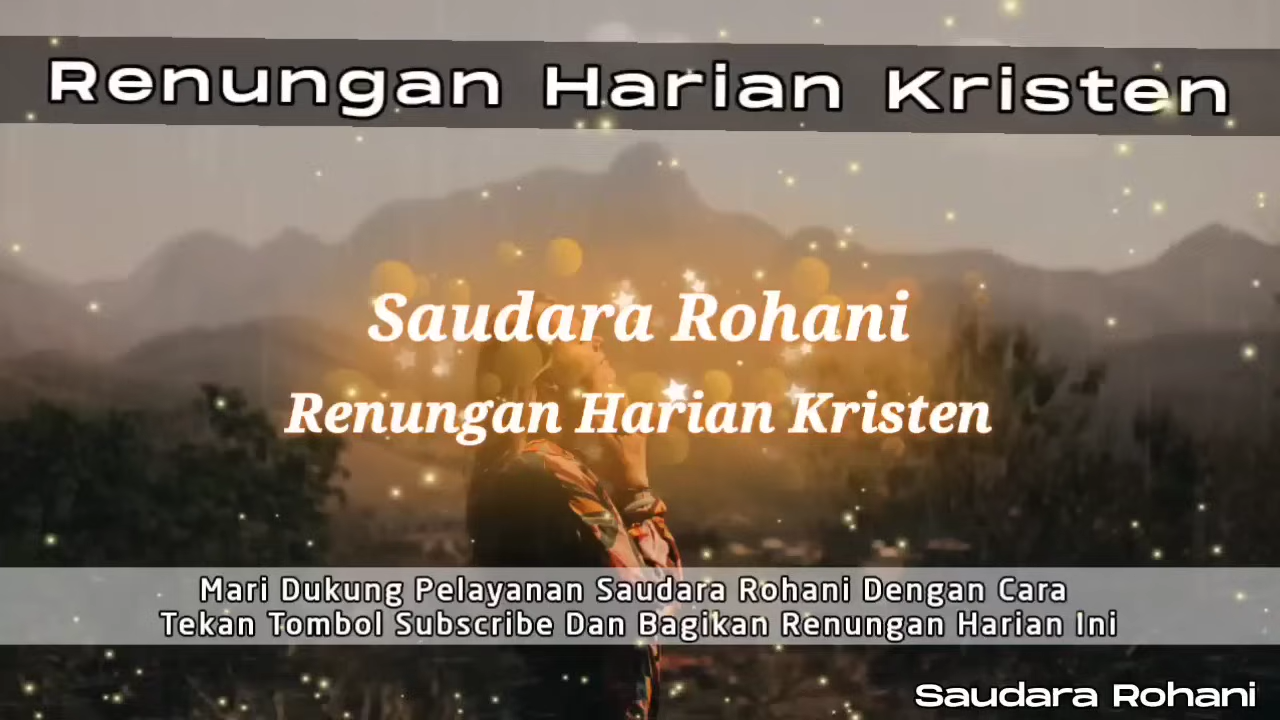 Renungan Harian Kristen
Saudara Rohani
Renungan Harian Kristen
Mari Dukung Pelayanan Saudara Rohani Dengan Cara
Tekan Tombol Subscribe Dan Bagikan Renungan Harian Ini
Saudara Rohani